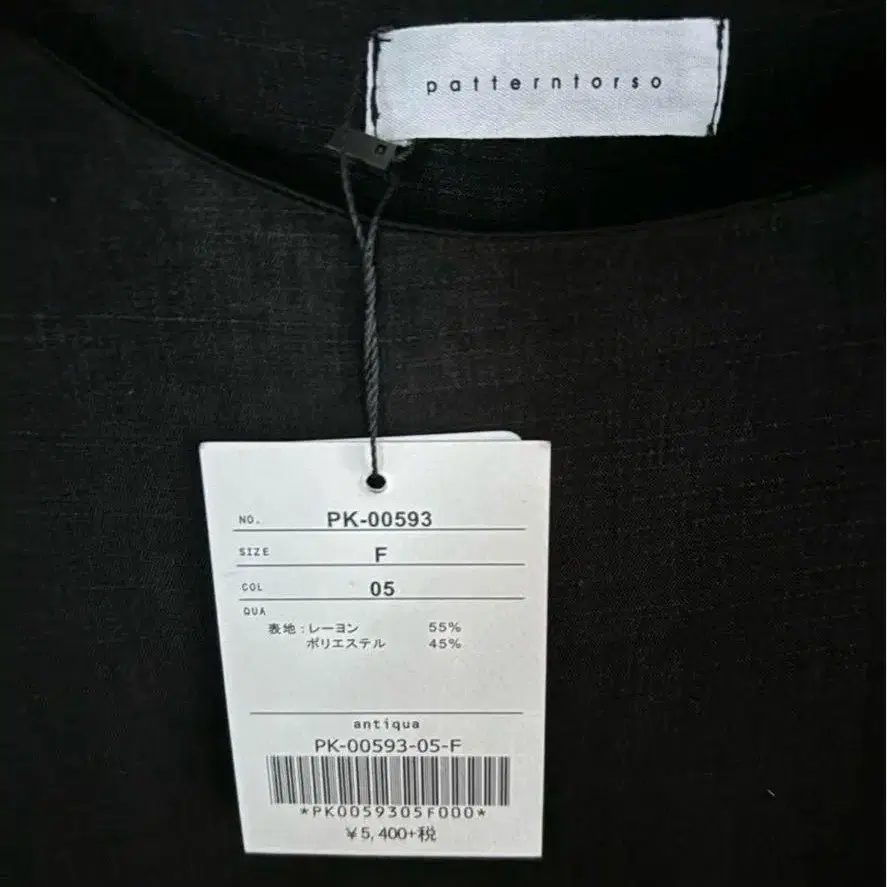 patterntorso
NO. PK-00593
SIZE F
COL 05
QUA
表地:レーヨン 55%
ポリエステル 45%
antiqua
PK-00593-05-F
*PK0059305F000*
¥5,400+税